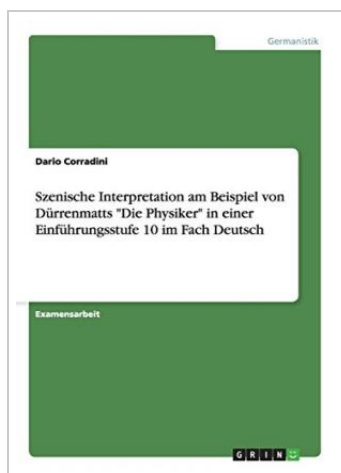 Germanistik
Dario Corradini
Szenische Interpretation am Beispiel von
Dürrenmatts "Die Physiker" in einer
Einführungsstufe 10 im Fach Deutsch
Examensarbeit
GRIN